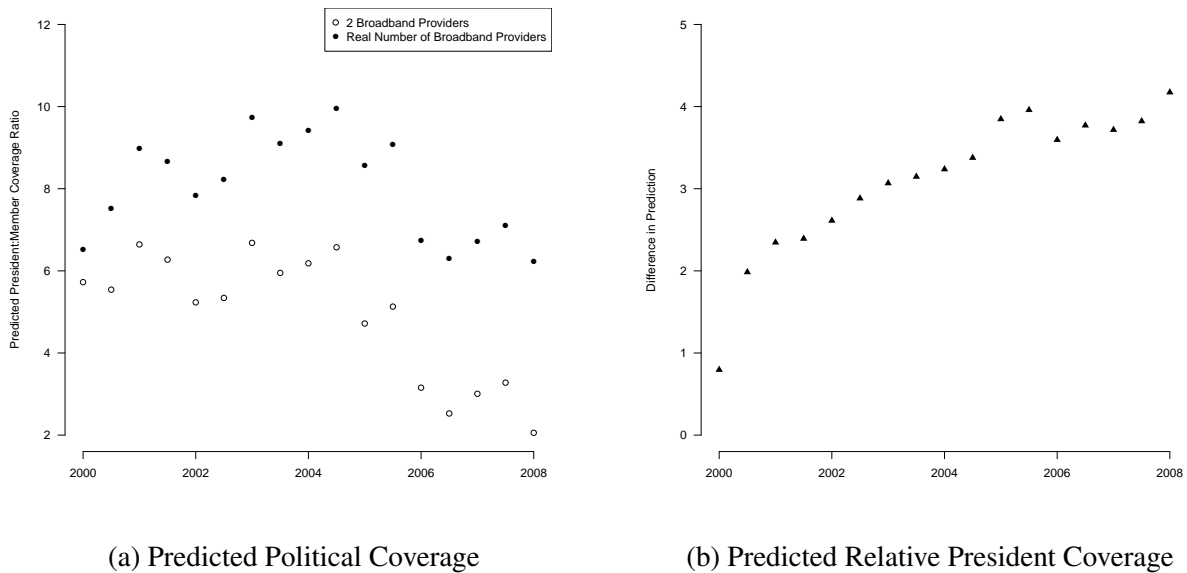 2 Broadband Providers
Real Number of Broadband Providers
Predicted President:Member Coverage Ratio
12
10
8
6
4
2
2000 2002 2004 2006 2008
(a) Predicted Political Coverage
Difference in Prediction
5
4
3
2
1
0
2000 2002 2004 2006 2008
(b) Predicted Relative President Coverage